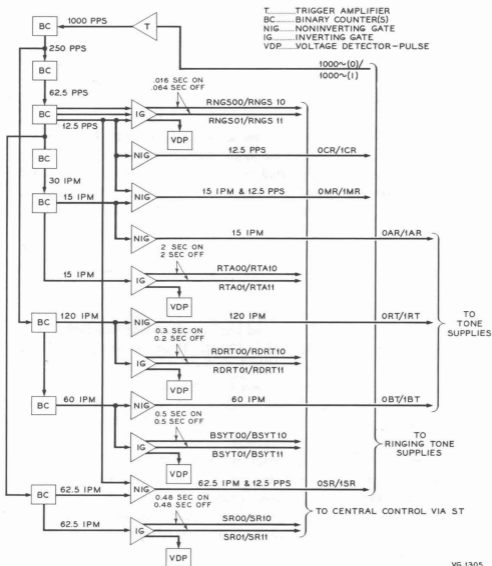 T TRIGGER AMPLIFIER
BC BINARY COUNTER(S)
NIG NONINVERTING GATE
IG INVERTING GATE
VDP VOLTAGE DETECTOR-PULSE
BC
1000 PPS
T
250 PPS
1000~(0)/
1000~(1)
BC
62.5 PPS
.016 SEC ON
.064 SEC OFF
BC
IG
RNGS00/RNGS 10
RNGS01/RNGS 11
12.5 PPS
VDP
NIG
12.5 PPS
0CR/1CR
BC
30 IPM
NIG
15 IPM & 12.5 PPS
0MR/1MR
BC
15 IPM
NIG
15 IPM
0AR/1AR
2 SEC ON
2 SEC OFF
15 IPM
IG
RTA00/RTA10
RTA01/RTA11
VDP
TO
TONE
SUPPLIES
BC
120 IPM
NIG
120 IPM
0RT/1RT
0.3 SEC ON
0.2 SEC OFF
IG
RDRT00/RDRT10
RDRT01/RDRT11
VDP
BC
60 IPM
NIG
60 IPM
0BT/1BT
0.5 SEC ON
0.5 SEC OFF
TO
RINGING TONE
SUPPLIES
IG
BSYT00/BSYT10
BSYT01/BSYT11
BC
62.5 IPM
NIG
62.5 IPM & 12.5 PPS
0SR/1SR
0.48 SEC ON
0.48 SEC OFF
TO CENTRAL CONTROL VIA ST
62.5 IPM
IG
SR00/SR10
SR01/SR11
VDP
VG 1305